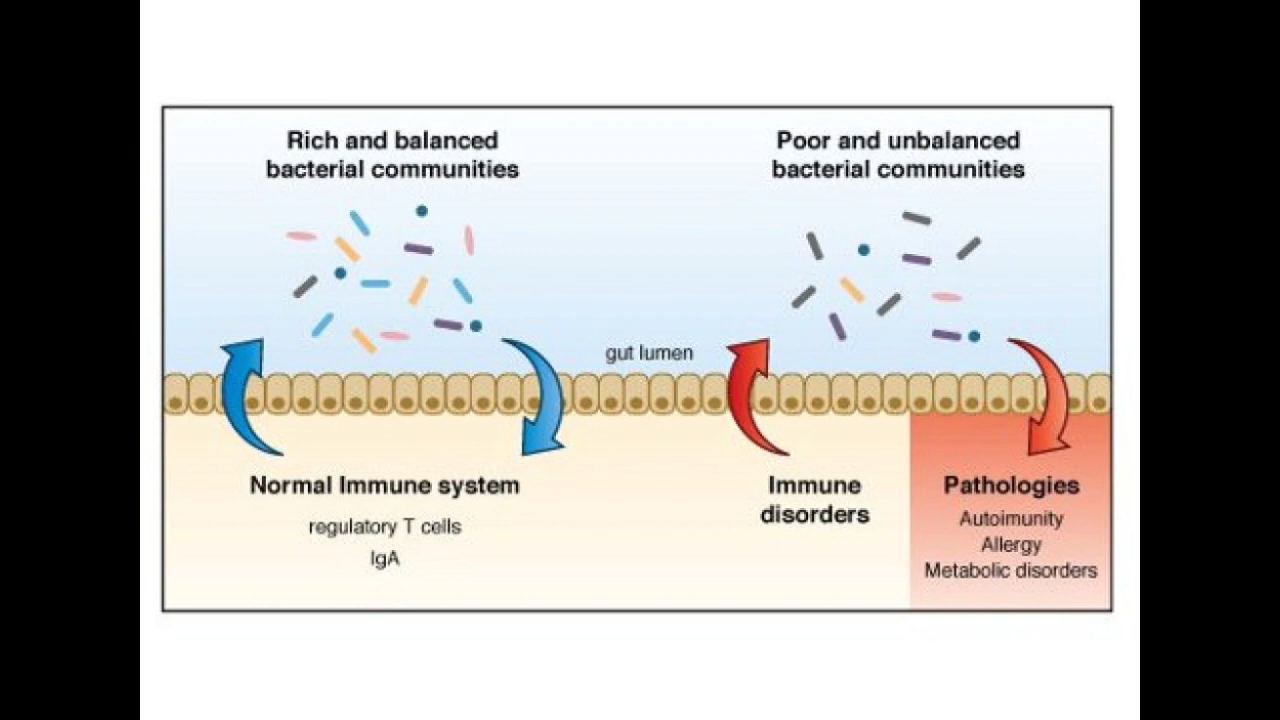 Rich and balanced
bacterial communities
Poor and unbalanced
bacterial communities
gut lumen
Normal Immune system
regulatory T cells
IgA
Immune
disorders
Pathologies
Autoimunity
Allergy
Metabolic disorders